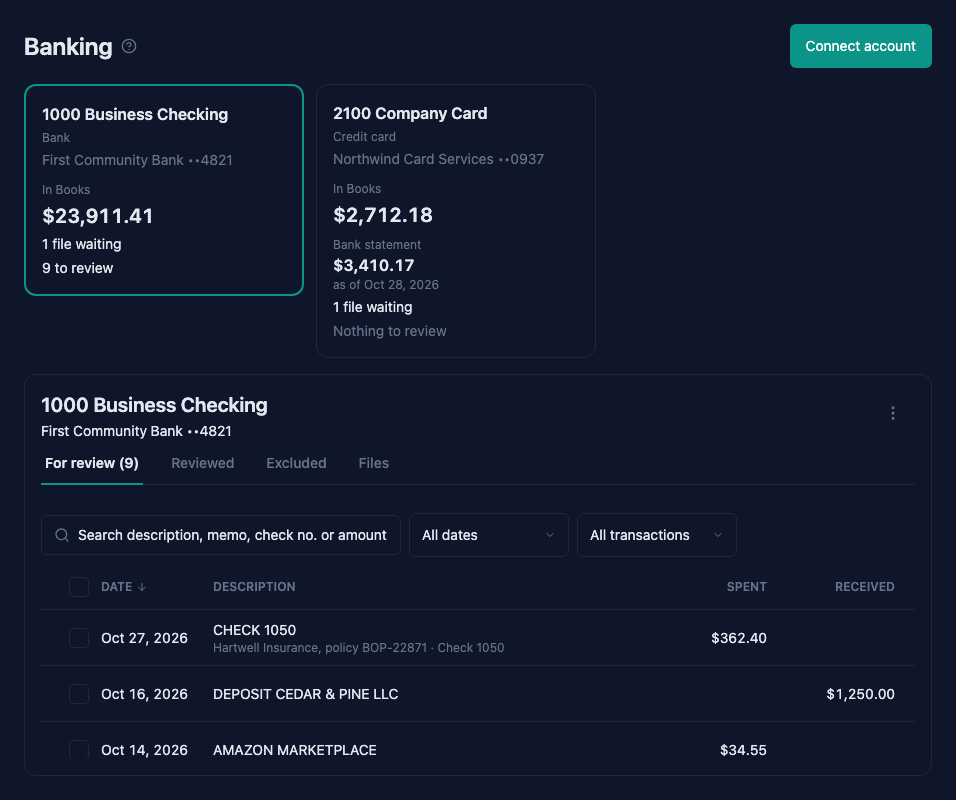 Banking
Connect account
1000 Business Checking
Bank
First Community Bank ••4821
In Books
$23,911.41
1 file waiting
9 to review
2100 Company Card
Credit card
Northwind Card Services ••0937
In Books
$2,712.18
Bank statement
$3,410.17
as of Oct 28, 2026
1 file waiting
Nothing to review
1000 Business Checking
First Community Bank ••4821
For review (9) Reviewed Excluded Files
Search description, memo, check no. or amount All dates All transactions
DATE ↓ DESCRIPTION SPENT RECEIVED
Oct 27, 2026 CHECK 1050 $362.40
Hartwell Insurance, policy BOP-22871 · Check 1050
Oct 16, 2026 DEPOSIT CEDAR & PINE LLC $1,250.00
Oct 14, 2026 AMAZON MARKETPLACE $34.55